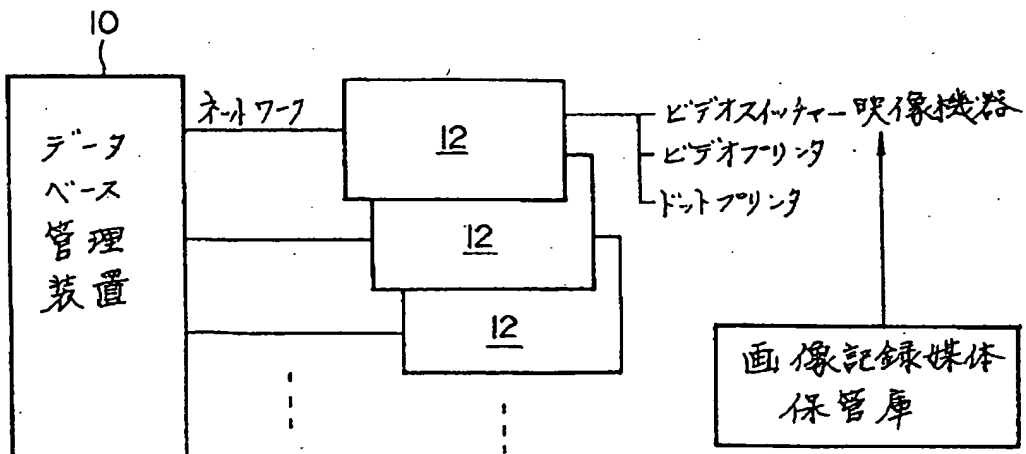 10
データ
ベース
管理
装置
ネットワーク
12
12
12
ビデオスイッチャー映像機器
ビデオプリンタ
ドットプリンタ
画像記録媒体
保管庫